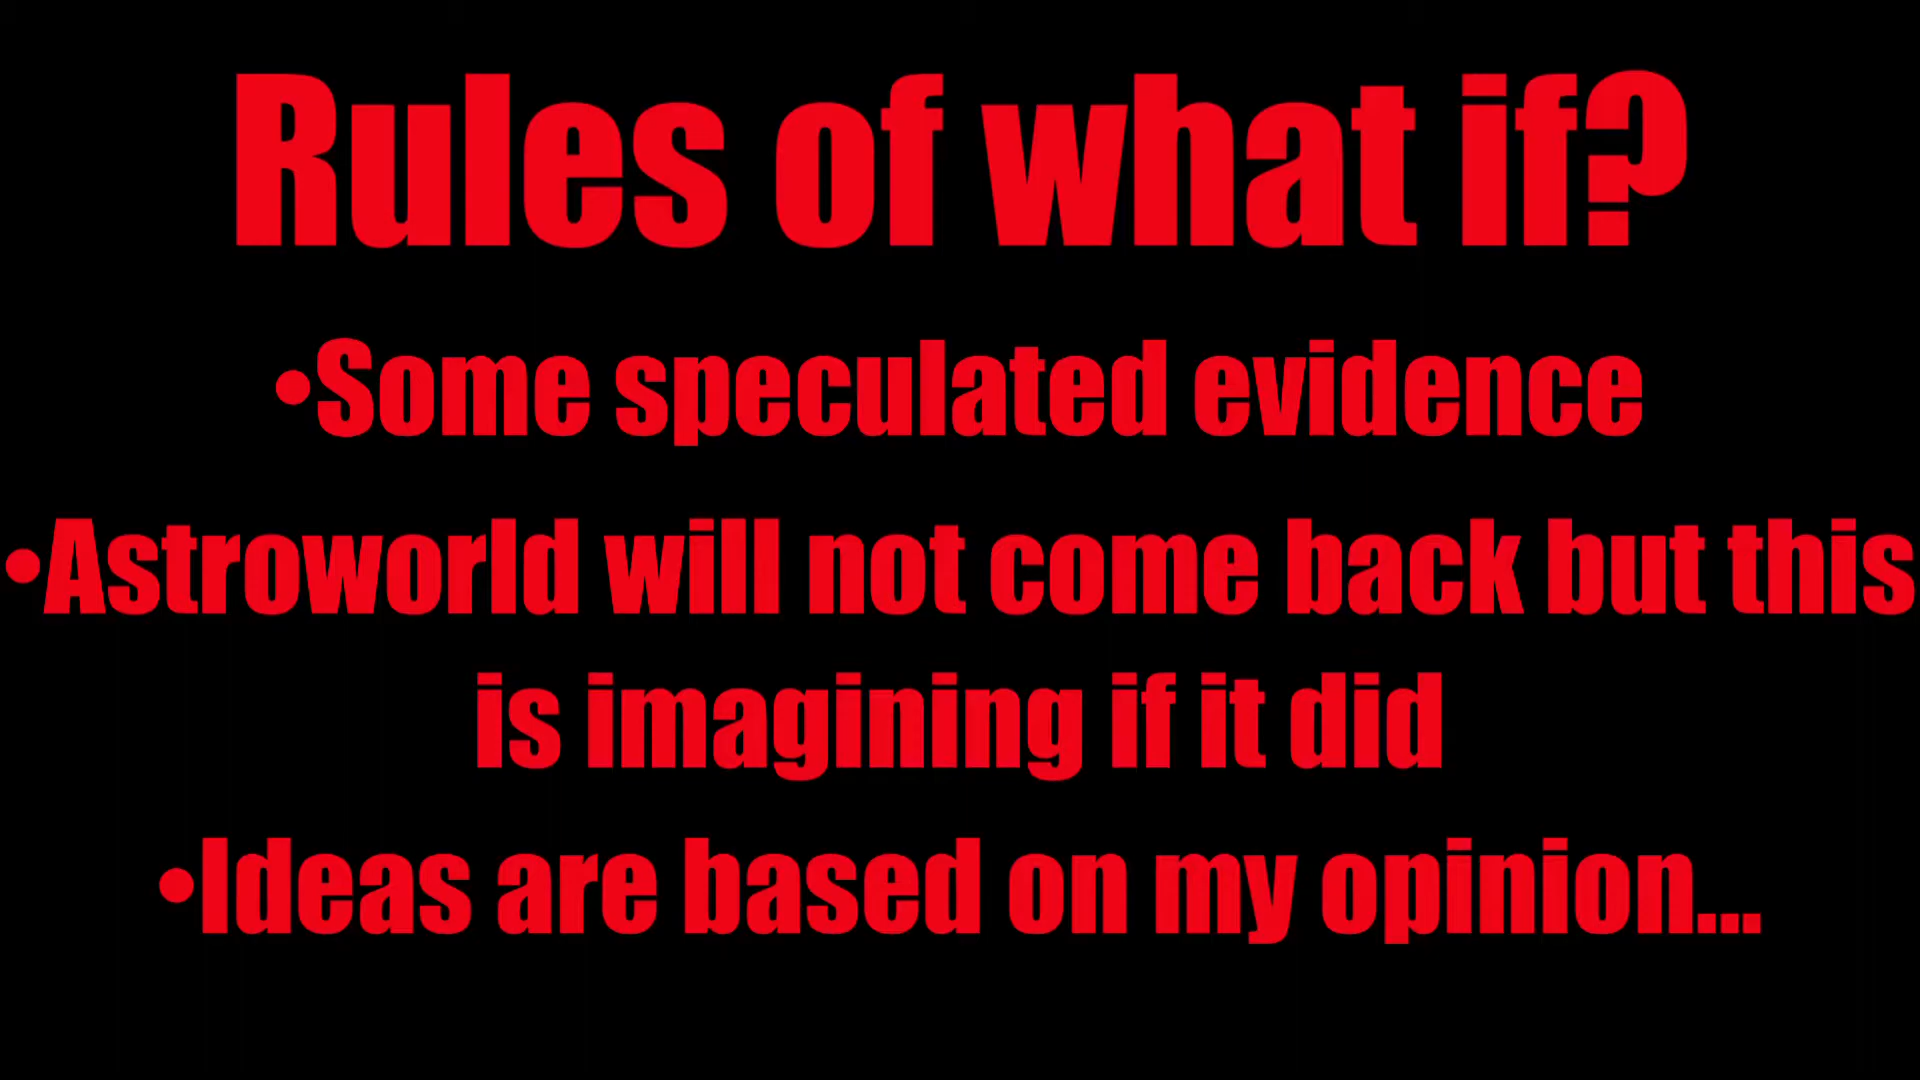 Rules of what if?
•Some speculated evidence
•Astroworld will not come back but this
is imagining if it did
•Ideas are based on my opinion...